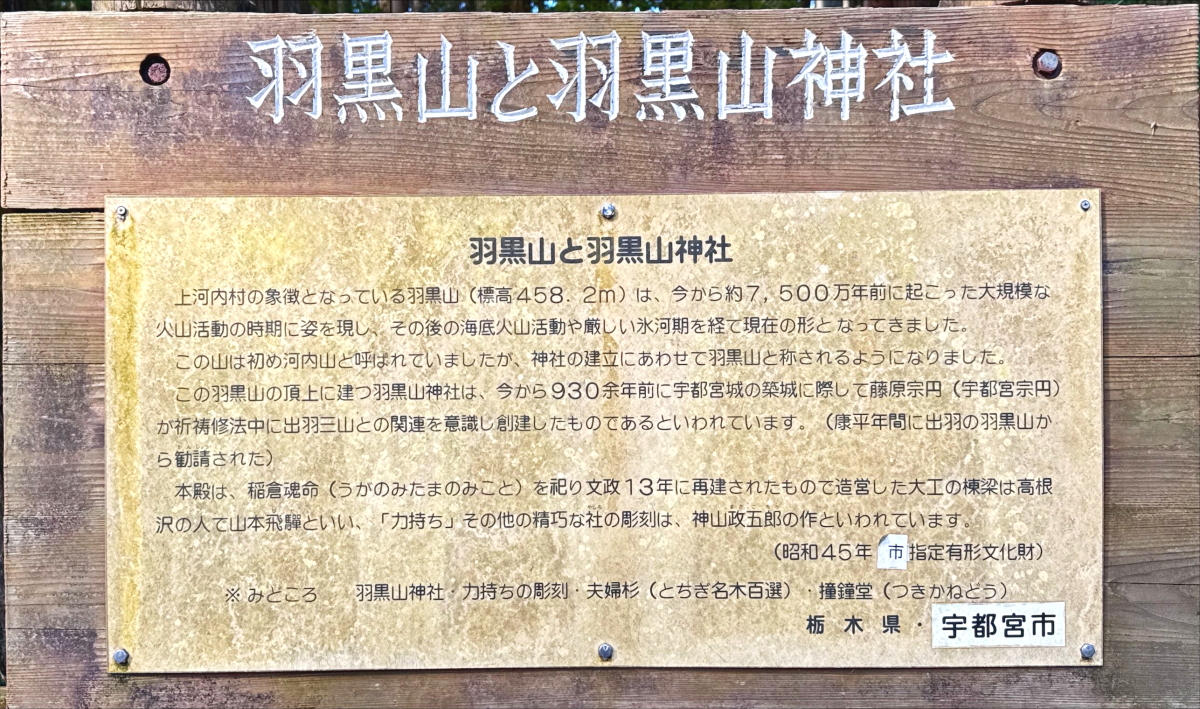 羽黒山と羽黒山神社
羽黒山と羽黒山神社
上河内村の象徴となっている羽黒山（標高４５８．２ｍ）は、今から約７，５００万年前に起こった大規模な
火山活動の時期に姿を現し、その後の海底火山活動や厳しい氷河期を経て現在の形となってきました。
この山は初め河内山と呼ばれていましたが、神社の建立にあわせて羽黒山と称されるようになりました。
この羽黒山の頂上に建つ羽黒山神社は、今から９３０余年前に宇都宮城の築城に際して藤原宗円（宇都宮宗円）
が祈祷修法中に出羽三山との関連を意識し創建したものであるといわれています。（康平年間に出羽の羽黒山か
ら勧請された）
本殿は、稲倉魂命（うがのみたまのみこと）を祀り文政１３年に再建されたもので造営した大工の棟梁は高根
沢の人で山本飛騨といい、「力持ち」その他の精巧な社の彫刻は、神山政五郎の作といわれています。
（昭和４５年 市 指定有形文化財）
※ みどころ　羽黒山神社・力持ちの彫刻・夫婦杉（とちぎ名木百選）・撞鐘堂（つきかねどう）
栃木県・宇都宮市